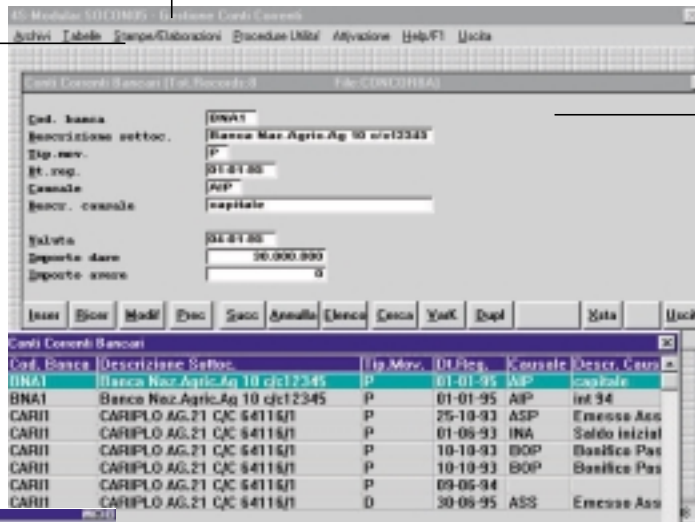 4S Modular SOCON05 - Gestione Conti Correnti
Archivi Tabelle Stampe/Elaborazioni Procedure Utilita' Attivazione Help/F1 Uscita
Conti Correnti Bancari (Tot.Records:8 File:CONCORBA)
Cod. banca BNA1
Descrizione sottoc. Banca Naz.Agric.Ag 10 c/c12345
Tip.mov. P
Dt.reg.
Causale AIP
Descr. causale capitale
Valuta
Importo dare 30.000.000
Importo avere 0
Inser Ricer Modif Prec Succ Annulla Elenco Cerca VarK Dupl Xsta Uscit
Conti Correnti Bancari
Cod. Banca Descrizione Sottoc. Tip.Mov. Dt.Reg. Causale Descr. Caus
BNA1 Banca Naz.Agric.Ag 10 c/c12345 P 01-01-95 AIP capitale
BNA1 Banca Naz.Agric.Ag 10 c/c12345 P 01-01-95 AIP int 94
CARI1 CARIPLO AG.21 C/C 64116/1 P 25-10-93 ASP Emesso Ass
CARI1 CARIPLO AG.21 C/C 64116/1 P 01-06-93 INA Saldo inizial
CARI1 CARIPLO AG.21 C/C 64116/1 P 10-10-93 BOP Bonifico Pas
CARI1 CARIPLO AG.21 C/C 64116/1 P 10-10-93 BOP Bonifico Pas
CARI1 CARIPLO AG.21 C/C 64116/1 P 09-06-94
CARI1 CARIPLO AG.21 C/C 64116/1 D 30-06-95 ASS Emesso Ass